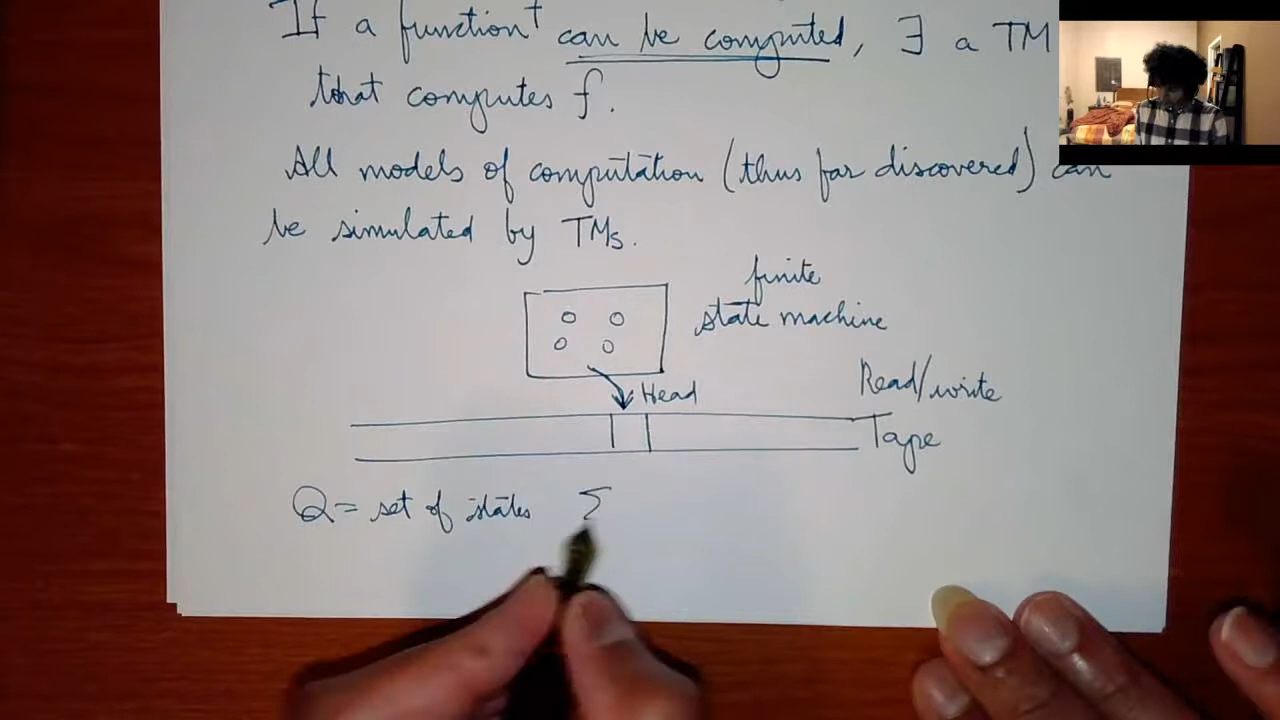 If a function f can be computed, ∃ a TM
that computes f.
All models of computation (thus far discovered) can
be simulated by TMs.
finite
state machine
Head
Read/write
Tape
Q = set of states Σ